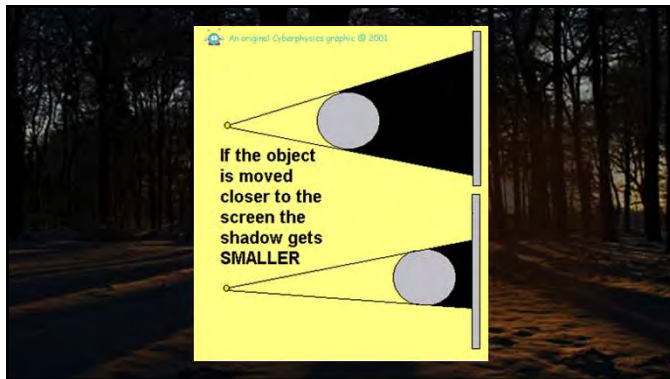 An original Cyberphysics graphic © 2001
If the object
is moved
closer to the
screen the
shadow gets
SMALLER